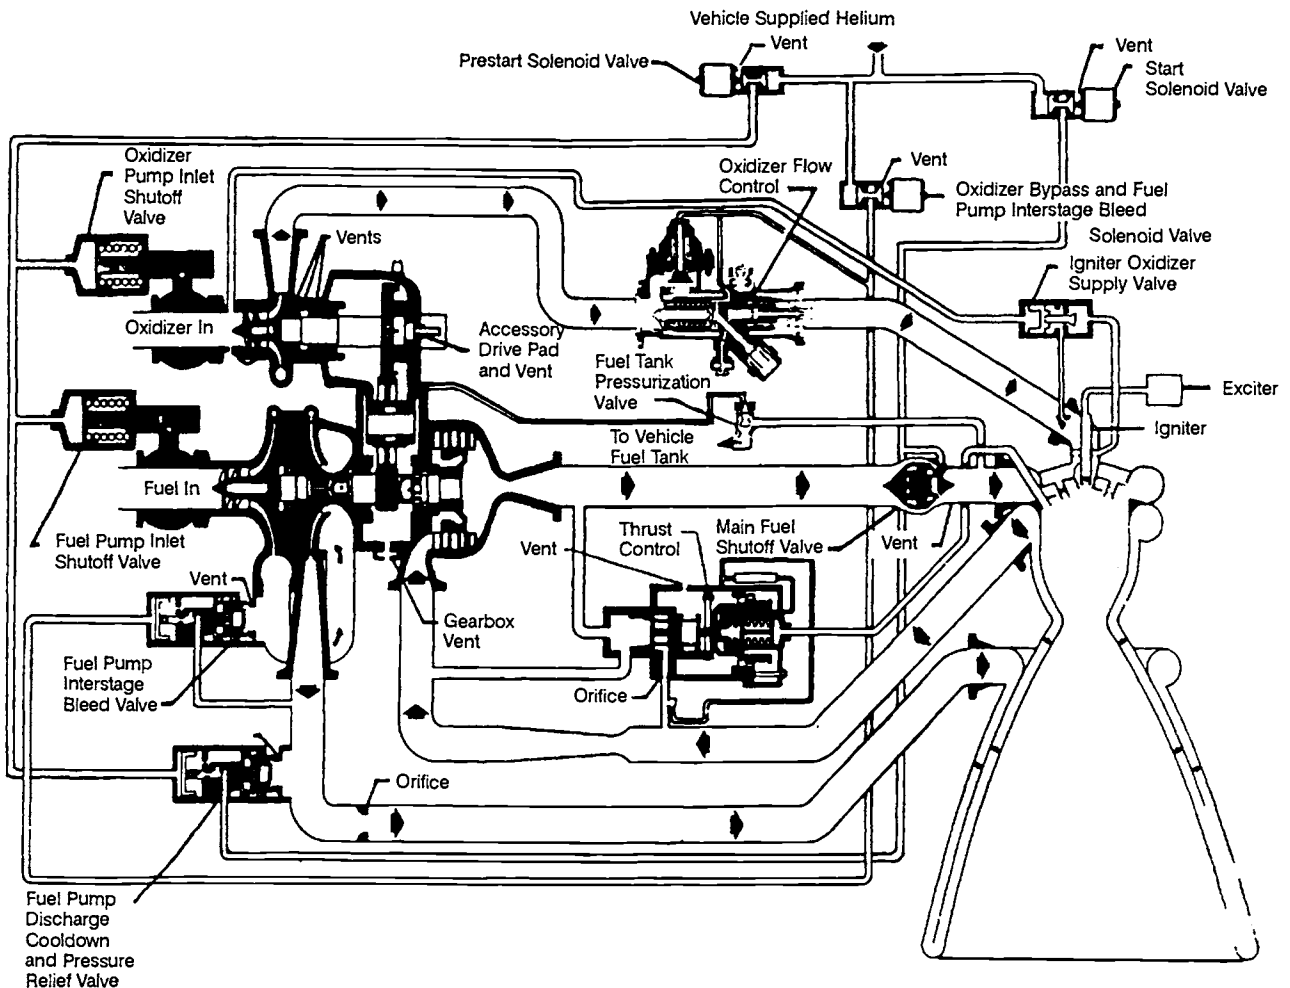 Vehicle Supplied Helium
Vent
Prestart Solenoid Valve
Vent
Start
Solenoid Valve
Oxidizer
Pump Inlet
Shutoff
Valve
Oxidizer Flow
Control
Vent
Oxidizer Bypass and Fuel
Pump Interstage Bleed
Solenoid Valve
Vents
Igniter Oxidizer
Supply Valve
Oxidizer In
Accessory
Drive Pad
and Vent
Fuel Tank
Pressurization
Valve
Exciter
To Vehicle
Fuel Tank
Igniter
Fuel In
Fuel Pump Inlet
Shutoff Valve
Vent
Thrust
Control
Main Fuel
Shutoff Valve
Vent
Vent
Gearbox
Vent
Fuel Pump
Interstage
Bleed Valve
Orifice
Orifice
Fuel Pump
Discharge
Cooldown
and Pressure
Relief Valve